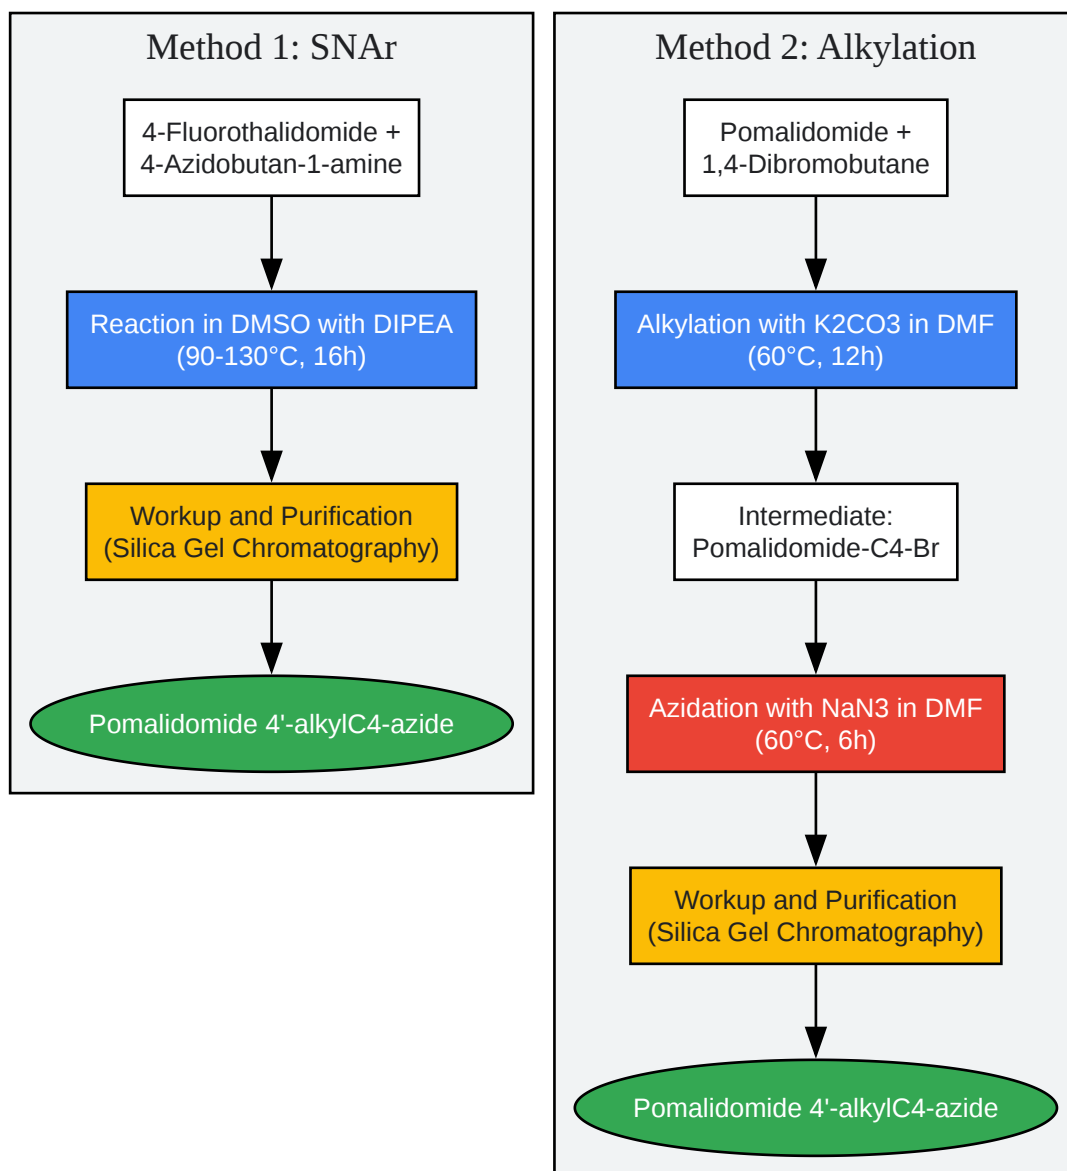 Method 1: SNAr
4-Fluorothalidomide +
4-Azidobutan-1-amine
Reaction in DMSO with DIPEA
(90-130°C, 16h)
Workup and Purification
(Silica Gel Chromatography)
Pomalidomide 4'-alkylC4-azide
Method 2: Alkylation
Pomalidomide +
1,4-Dibromobutane
Alkylation with K2CO3 in DMF
(60°C, 12h)
Intermediate:
Pomalidomide-C4-Br
Azidation with NaN3 in DMF
(60°C, 6h)
Workup and Purification
(Silica Gel Chromatography)
Pomalidomide 4'-alkylC4-azide